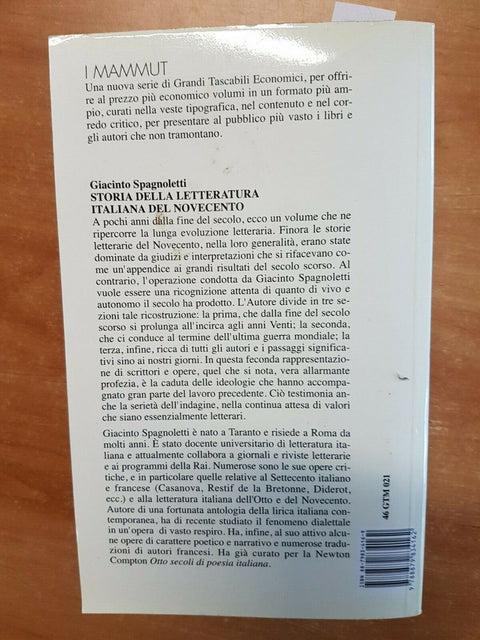 I MAMMUT
Una nuova serie di Grandi Tascabili Economici, per offri-
re al prezzo più economico volumi in un formato più am-
pio, curati nella veste tipografica, nel contenuto e nel cor-
redo critico, per presentare al pubblico più vasto i libri e
gli autori che non tramontano.
Giacinto Spagnoletti
STORIA DELLA LETTERATURA
ITALIANA DEL NOVECENTO
A pochi anni dalla fine del secolo, ecco un volume che ne
ripercorre la lunga evoluzione letteraria. Finora le storie
letterarie del Novecento, nella loro generalità, erano state
dominate da giudizi e interpretazioni che si rifacevano co-
me un'appendice ai grandi risultati del secolo scorso. Al
contrario, l'operazione condotta da Giacinto Spagnoletti
vuole essere una ricognizione attenta di quanto di vivo e
autonomo il secolo ha prodotto. L'Autore divide in tre se-
zioni tale ricostruzione: la prima, che dalla fine del secolo
scorso si prolunga all'incirca agli anni Venti; la seconda,
che ci conduce al termine dell'ultima guerra mondiale; la
terza, infine, ricca di tutti gli autori e i passaggi significa-
tivi sino ai nostri giorni. In questa feconda rappresentazio-
ne di scrittori e opere, quel che si nota, vera allarmante
profezia, è la caduta delle ideologie che hanno accompa-
gnato gran parte del lavoro precedente. Ciò testimonia an-
che la serietà dell'indagine, nella continua attesa di valori
che siano essenzialmente letterari.
Giacinto Spagnoletti è nato a Taranto e risiede a Roma da
molti anni. È stato docente universitario di letteratura ita-
liana e attualmente collabora a giornali e riviste letterarie
e ai programmi della Rai. Numerose sono le sue opere cri-
tiche, e in particolare quelle relative al Settecento italiano
e francese (Casanova, Restif de la Bretonne, Diderot,
ecc.) e alla letteratura italiana dell'Otto e del Novecento.
Autore di una fortunata antologia della lirica italiana con-
temporanea, ha di recente studiato il fenomeno dialettale
in un'opera di vasto respiro. Ha, infine, al suo attivo alcu-
ne opere di carattere poetico e narrativo e numerose tradu-
zioni di autori francesi. Ha già curato per la Newton
Compton Otto secoli di poesia italiana.
46 GTM 021
ISBN 88-7983-416-8
9788879834162